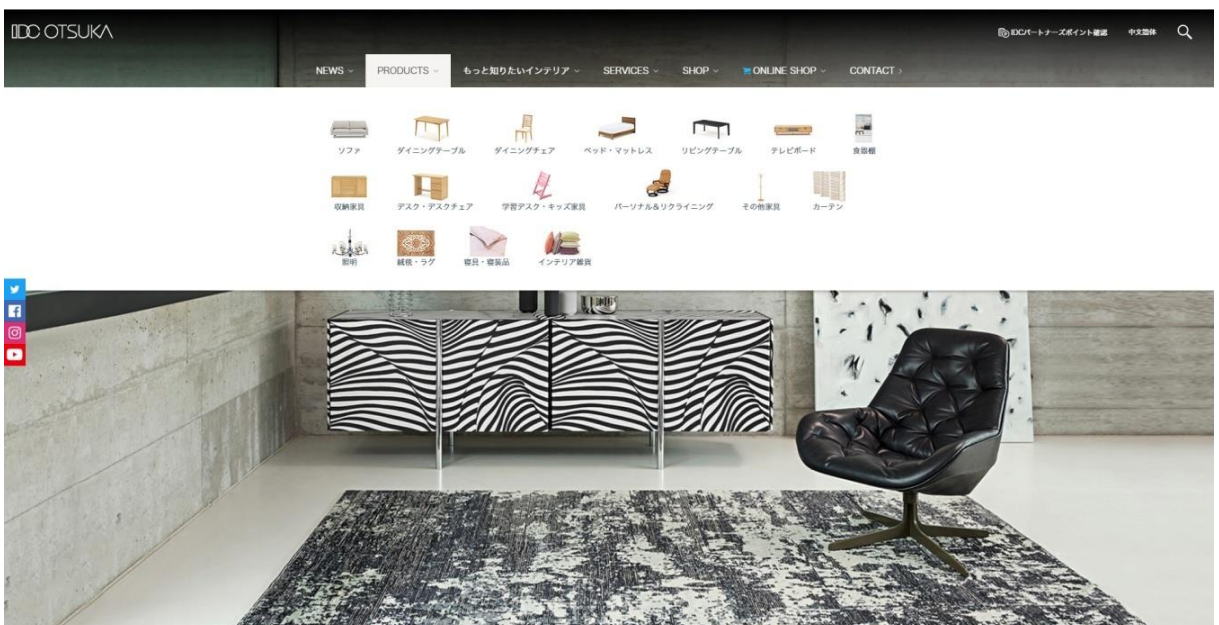 IDC OTSUKA
IDCパートナーズポイント確認 中文簡体
NEWS PRODUCTS もっと知りたいインテリア SERVICES SHOP ONLINE SHOP CONTACT
ソファ ダイニングテーブル ダイニングチェア ベッド・マットレス リビングテーブル テレビボード 食器棚
収納家具 デスク・デスクチェア 学習デスク・キッズ家具 パーソナル&リクライニング その他家具 カーテン
照明 絨毯・ラグ 寝具・寝装品 インテリア雑貨